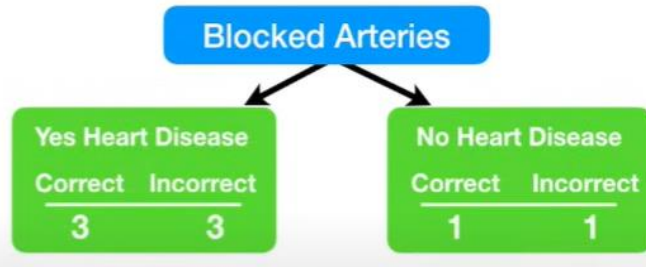 Blocked Arteries
Yes Heart Disease
Correct Incorrect
3 3
No Heart Disease
Correct Incorrect
1 1